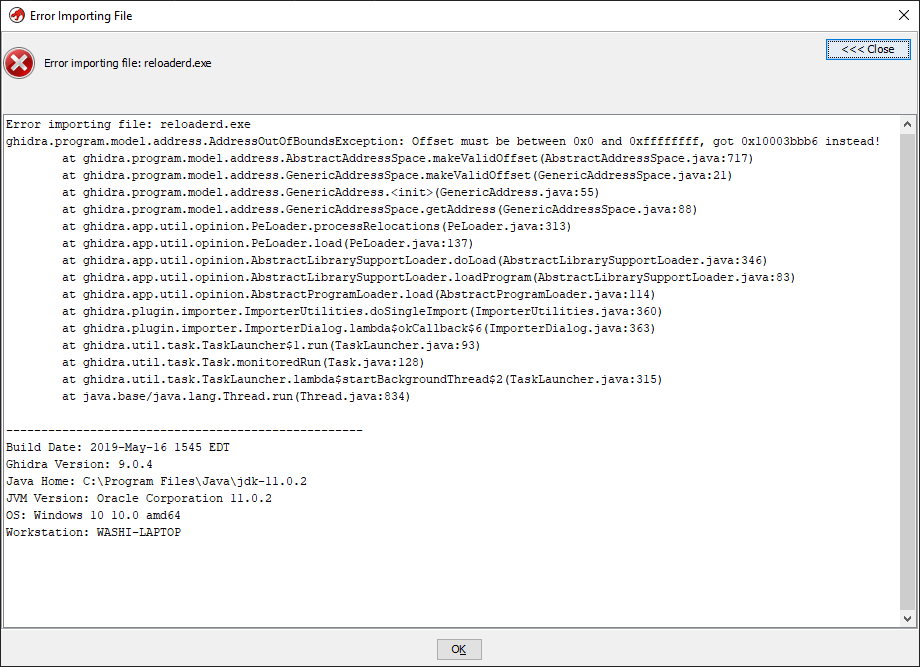 Error Importing File
<<< Close
Error importing file: reloaderd.exe
Error importing file: reloaderd.exe
ghidra.program.model.address.AddressOutOfBoundsException: Offset must be between 0x0 and 0xffffffff, got 0x10003bbb6 instead!
at ghidra.program.model.address.AbstractAddressSpace.makeValidOffset(AbstractAddressSpace.java:717)
at ghidra.program.model.address.GenericAddressSpace.makeValidOffset(GenericAddressSpace.java:21)
at ghidra.program.model.address.GenericAddress.<init>(GenericAddress.java:55)
at ghidra.program.model.address.GenericAddressSpace.getAddress(GenericAddressSpace.java:88)
at ghidra.app.util.opinion.PeLoader.processRelocations(PeLoader.java:313)
at ghidra.app.util.opinion.PeLoader.load(PeLoader.java:137)
at ghidra.app.util.opinion.AbstractLibrarySupportLoader.doLoad(AbstractLibrarySupportLoader.java:346)
at ghidra.app.util.opinion.AbstractLibrarySupportLoader.loadProgram(AbstractLibrarySupportLoader.java:83)
at ghidra.app.util.opinion.AbstractProgramLoader.load(AbstractProgramLoader.java:114)
at ghidra.plugin.importer.ImporterUtilities.doSingleImport(ImporterUtilities.java:360)
at ghidra.plugin.importer.ImporterDialog.lambda$okCallback$6(ImporterDialog.java:363)
at ghidra.util.task.TaskLauncher$1.run(TaskLauncher.java:93)
at ghidra.util.task.Task.monitoredRun(Task.java:128)
at ghidra.util.task.TaskLauncher.lambda$startBackgroundThread$2(TaskLauncher.java:315)
at java.base/java.lang.Thread.run(Thread.java:834)
---------------------------------------------------
Build Date: 2019-May-16 1545 EDT
Ghidra Version: 9.0.4
Java Home: C:\Program Files\Java\jdk-11.0.2
JVM Version: Oracle Corporation 11.0.2
OS: Windows 10 10.0 amd64
Workstation: WASHI-LAPTOP
OK